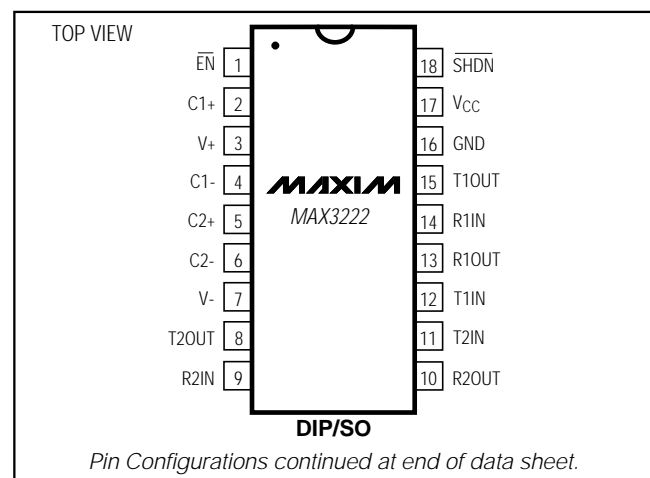 TOP VIEW
EN 1
C1+ 2
V+ 3
C1- 4
C2+ 5
C2- 6
V- 7
T2OUT 8
R2IN 9
MAXIM
MAX3222
18 SHDN
17 VCC
16 GND
15 T1OUT
14 R1IN
13 R1OUT
12 T1IN
11 T2IN
10 R2OUT
DIP/SO
Pin Configurations continued at end of data sheet.